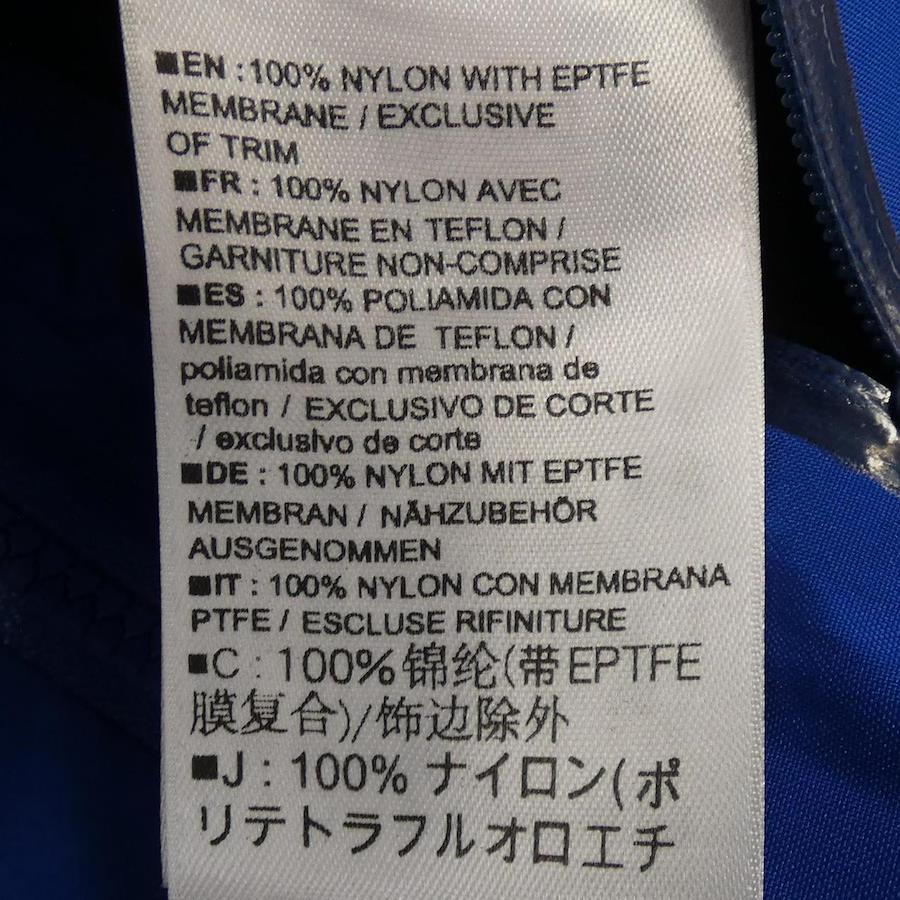 ■EN :100% NYLON WITH EPTFE
MEMBRANE / EXCLUSIVE
OF TRIM
■FR : 100% NYLON AVEC
MEMBRANE EN TEFLON /
GARNITURE NON-COMPRISE
■ES : 100% POLIAMIDA CON
MEMBRANA DE TEFLON /
poliamida con membrana de
teflon / EXCLUSIVO DE CORTE
/ exclusivo de corte
■DE : 100% NYLON MIT EPTFE
MEMBRAN / NÄHZUBEHÖR
AUSGENOMMEN
■IT : 100% NYLON CON MEMBRANA
PTFE / ESCLUSE RIFINITURE
■C : 100%锦纶(带EPTFE
膜复合)/饰边除外
■J : 100% ナイロン(ポ
リテトラフルオロエチ